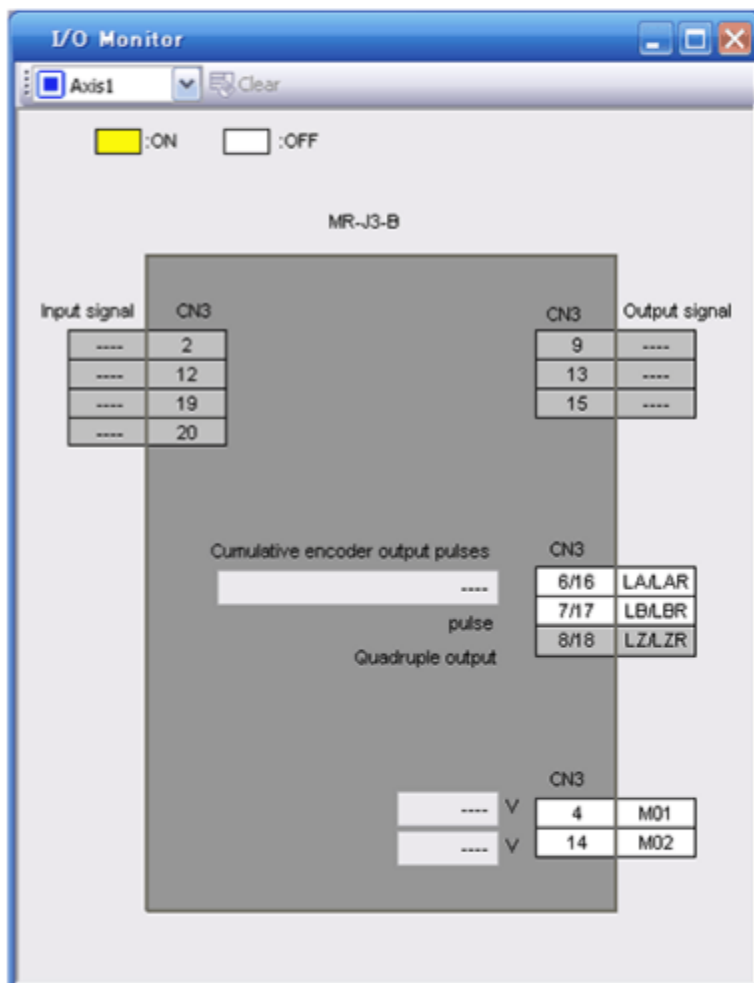 I/O Monitor
Axis1 Clear
:ON :OFF
MR-J3-B
Input signal CN3 CN3 Output signal
---- 2 9 ----
---- 12 13 ----
---- 19 15 ----
---- 20
Cumulative encoder output pulses CN3
---- 6/16 LA/LAR
pulse 7/17 LB/LBR
Quadruple output 8/18 LZ/LZR
CN3
---- V 4 M01
---- V 14 M02